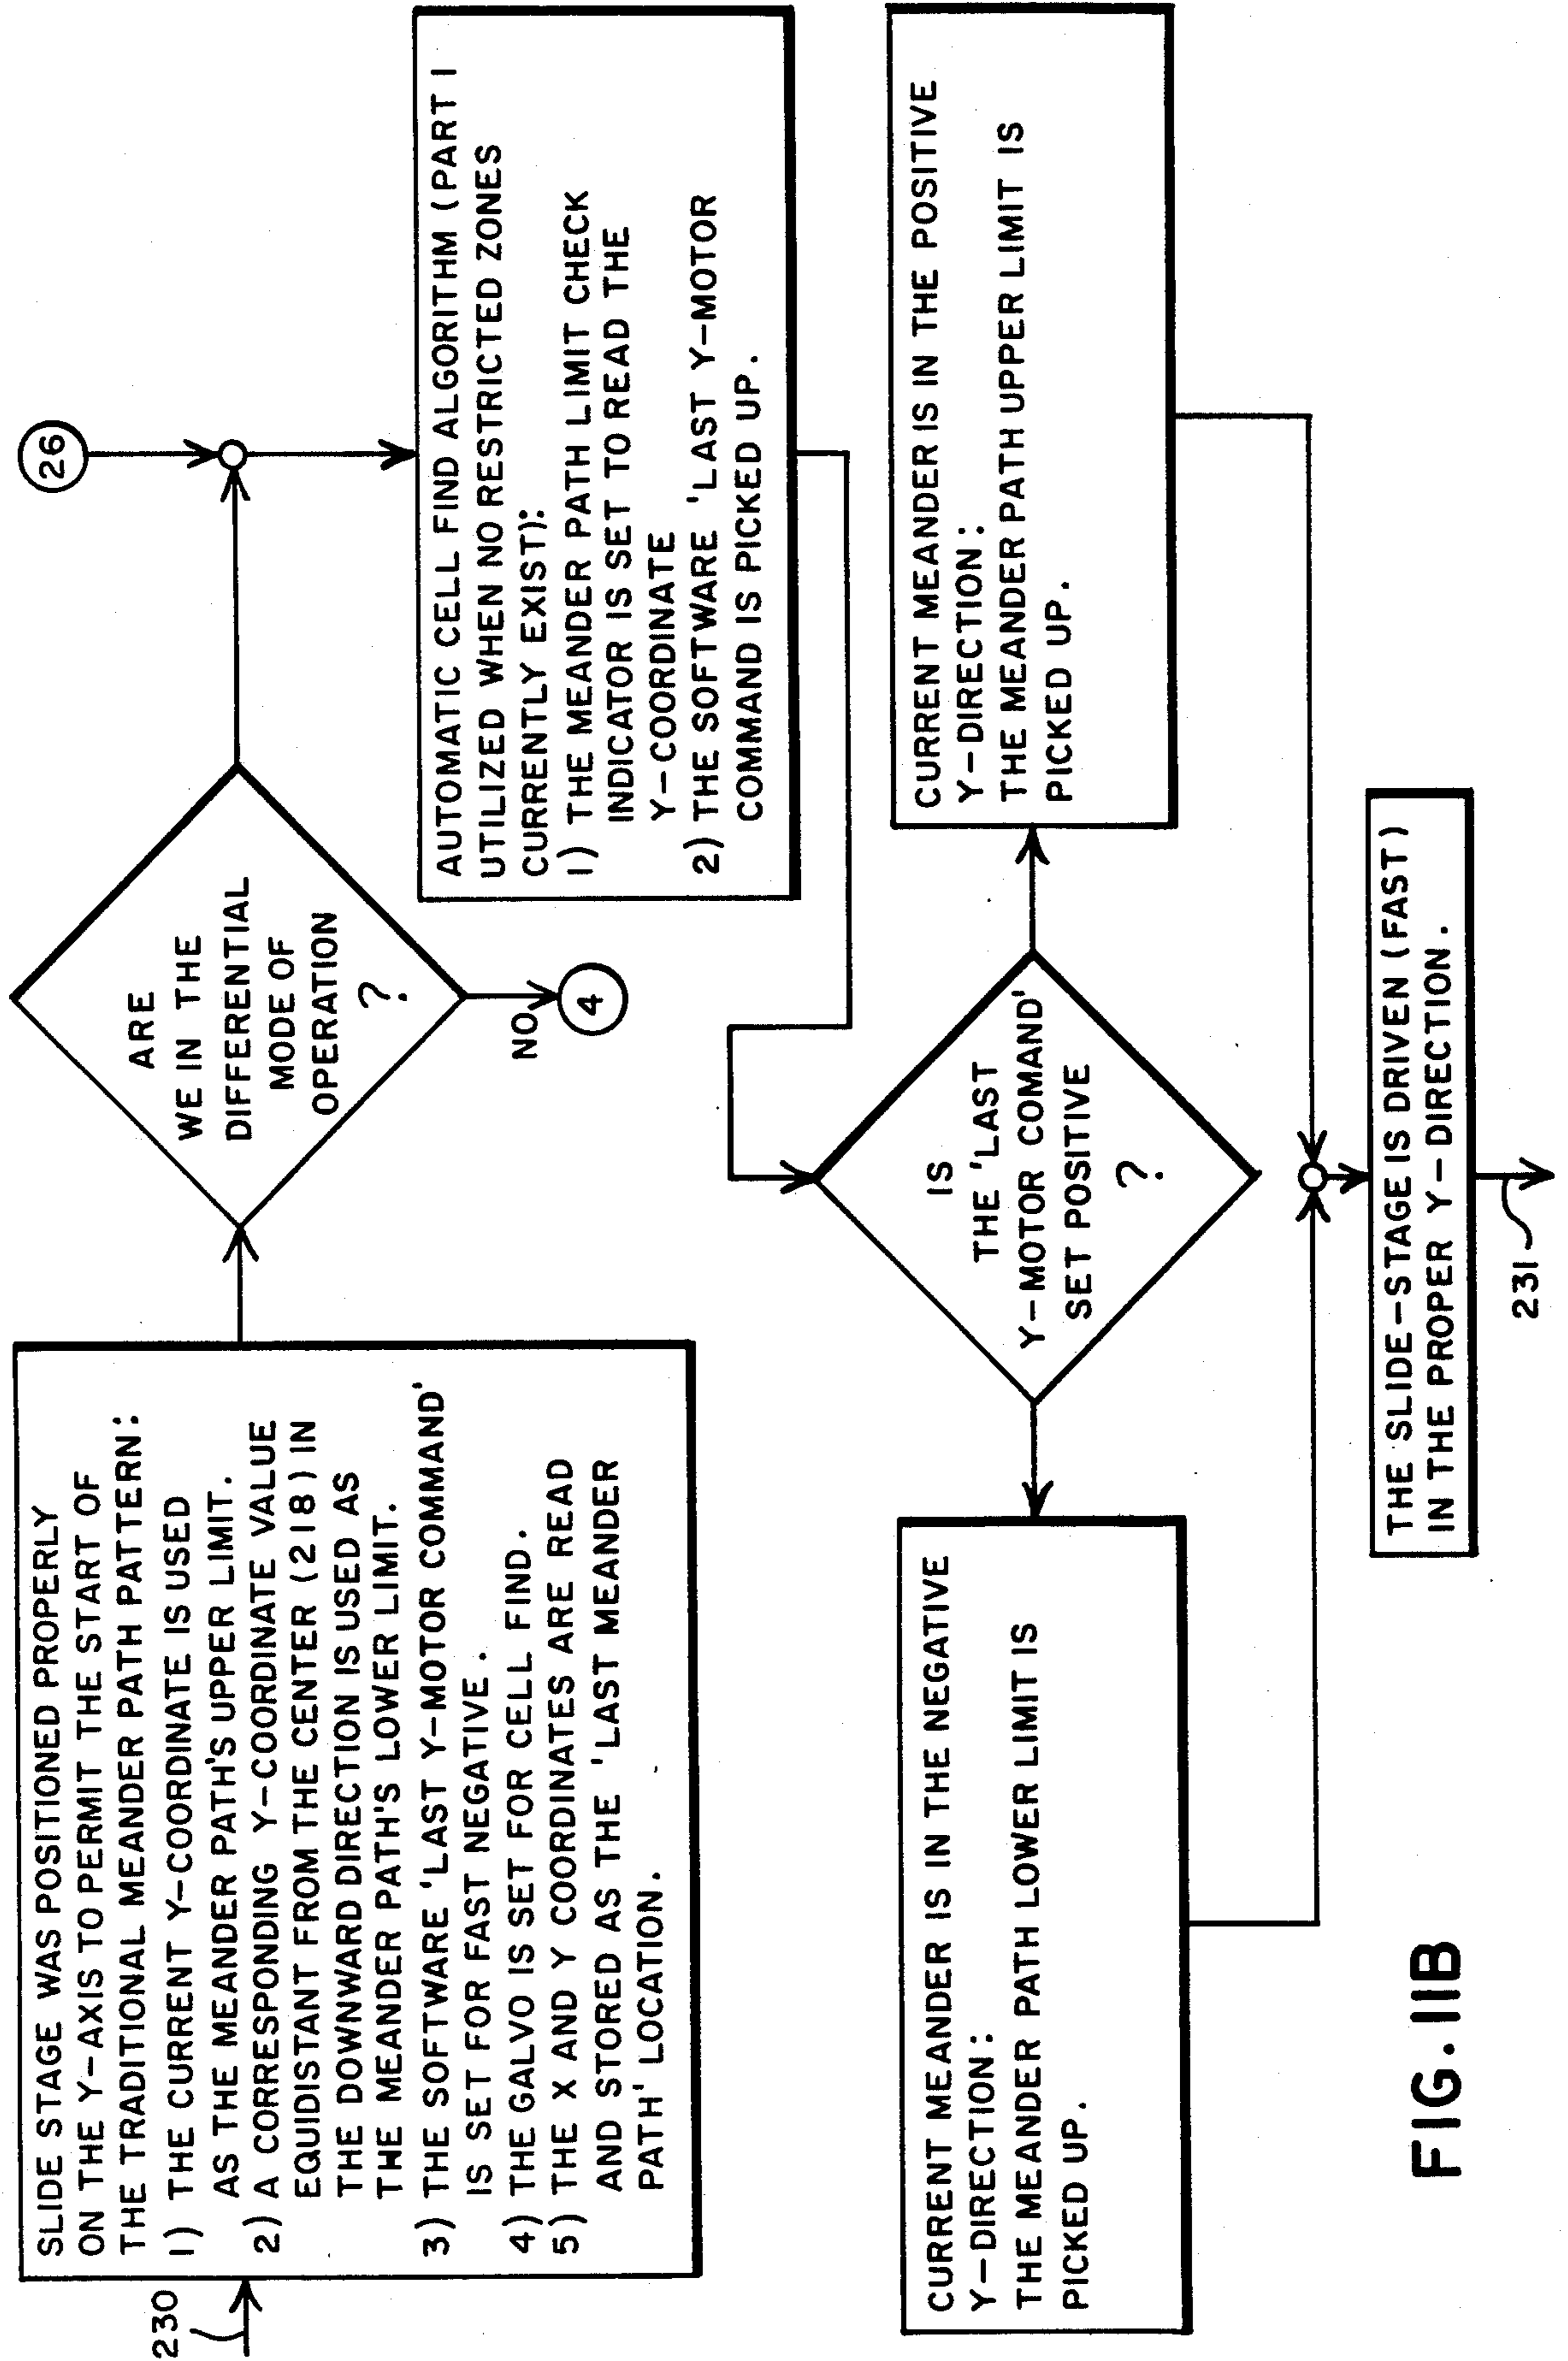 230
SLIDE STAGE WAS POSITIONED PROPERLY
ON THE Y-AXIS TO PERMIT THE START OF
THE TRADITIONAL MEANDER PATH PATTERN:
1) THE CURRENT Y-COORDINATE IS USED
AS THE MEANDER PATH'S UPPER LIMIT.
2) A CORRESPONDING Y-COORDINATE VALUE
EQUIDISTANT FROM THE CENTER (218) IN
THE DOWNWARD DIRECTION IS USED AS
THE MEANDER PATH'S LOWER LIMIT.
3) THE SOFTWARE 'LAST Y-MOTOR COMMAND'
IS SET FOR FAST NEGATIVE.
4) THE GALVO IS SET FOR CELL FIND.
5) THE X AND Y COORDINATES ARE READ
AND STORED AS THE 'LAST MEANDER
PATH' LOCATION.
ARE
WE IN THE
DIFFERENTIAL
MODE OF
OPERATION
?
NO
4
26
AUTOMATIC CELL FIND ALGORITHM (PART I
UTILIZED WHEN NO RESTRICTED ZONES
CURRENTLY EXIST):
1) THE MEANDER PATH LIMIT CHECK
INDICATOR IS SET TO READ THE
Y-COORDINATE
2) THE SOFTWARE 'LAST Y-MOTOR
COMMAND IS PICKED UP.
IS
THE 'LAST
Y-MOTOR COMAND'
SET POSITIVE
?
CURRENT MEANDER IS IN THE NEGATIVE
Y-DIRECTION:
THE MEANDER PATH LOWER LIMIT IS
PICKED UP.
CURRENT MEANDER IS IN THE POSITIVE
Y-DIRECTION:
THE MEANDER PATH UPPER LIMIT IS
PICKED UP.
THE SLIDE-STAGE IS DRIVEN (FAST)
IN THE PROPER Y-DIRECTION.
231
FIG. 11B